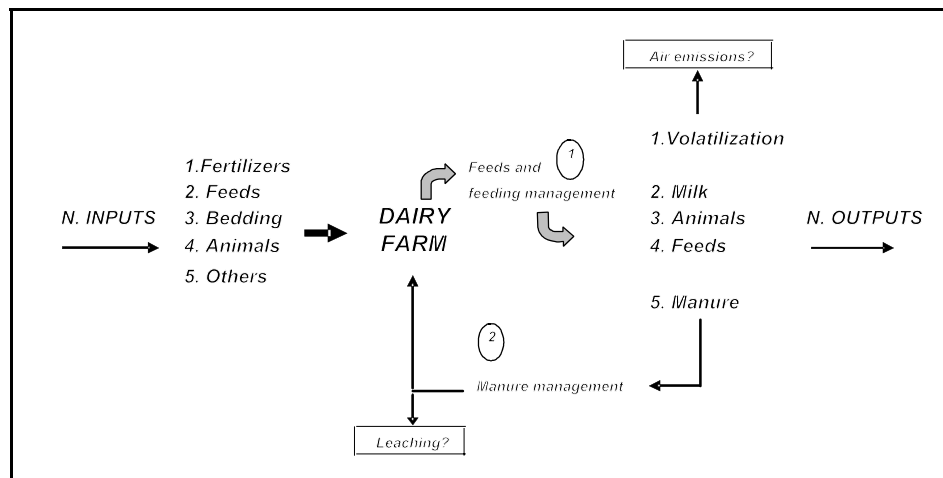 Air emissions?
1.Volatilization
1.Fertilizers
2. Feeds
3. Bedding
4. Animals
5. Others
N. INPUTS
DAIRY
FARM
Feeds and
feeding management
1
2. Milk
3. Animals
4. Feeds
N. OUTPUTS
5. Manure
2
Manure management
Leaching?